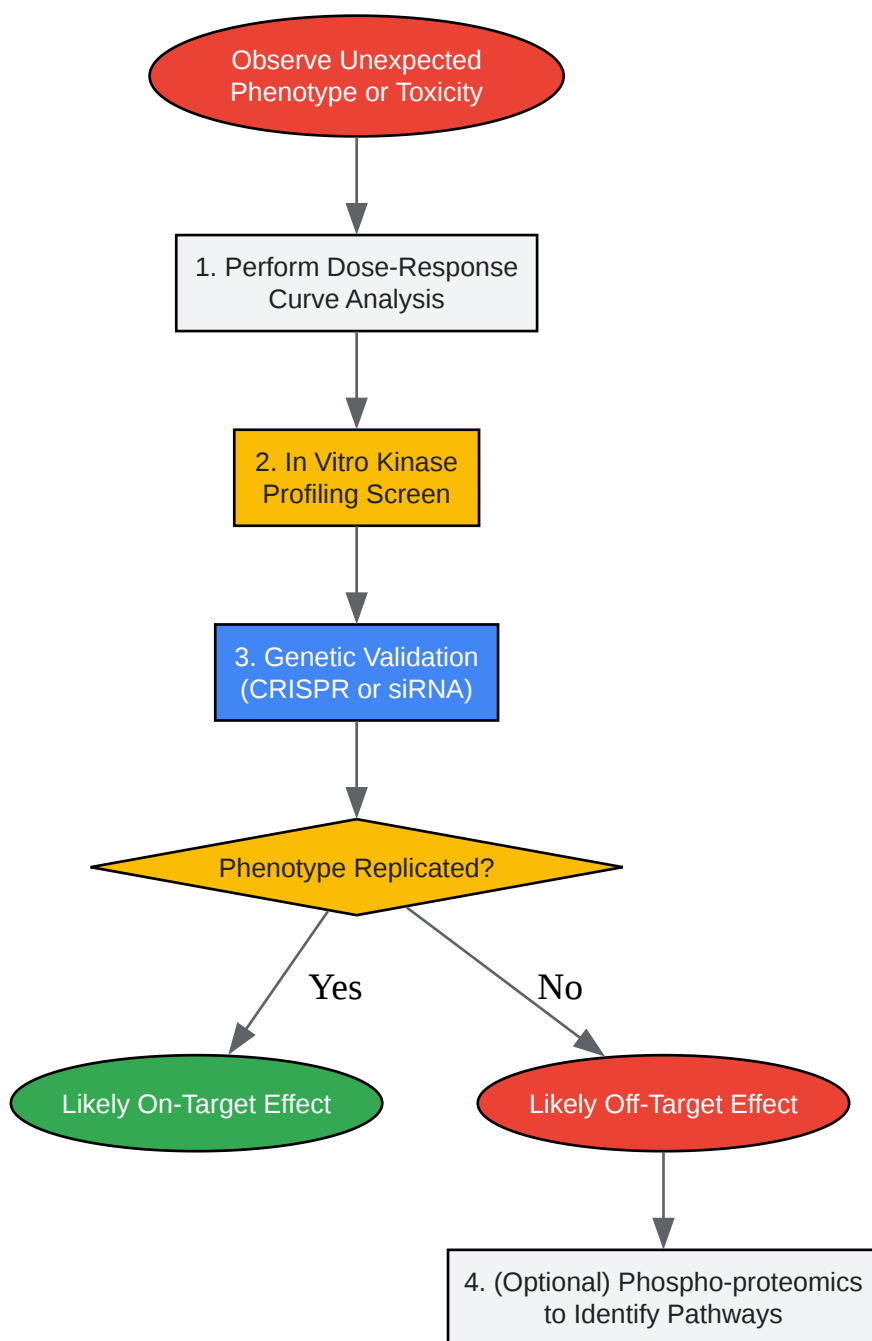 Observe Unexpected
Phenotype or Toxicity
1. Perform Dose-Response
Curve Analysis
2. In Vitro Kinase
Profiling Screen
3. Genetic Validation
(CRISPR or siRNA)
Phenotype Replicated?
Yes
No
Likely On-Target Effect
Likely Off-Target Effect
4. (Optional) Phospho-proteomics
to Identify Pathways